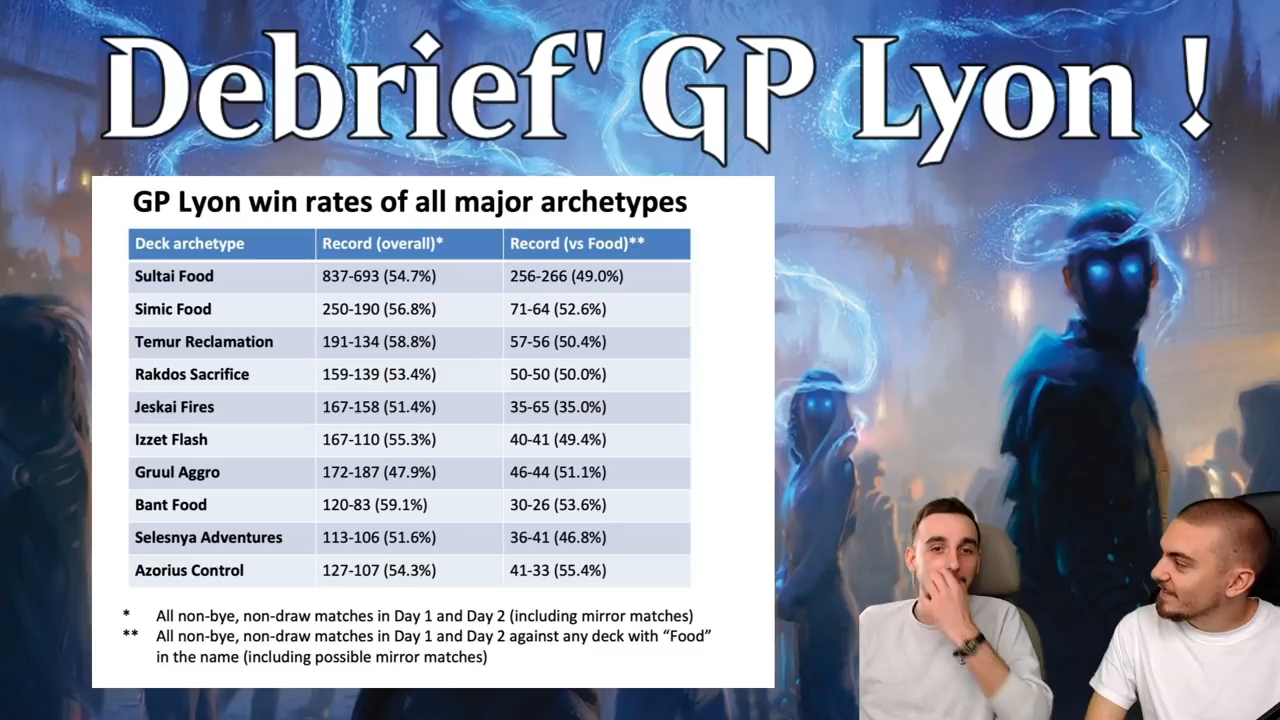 Debrief' GP Lyon !
GP Lyon win rates of all major archetypes
Deck archetype Record (overall)* Record (vs Food)**
Sultai Food 837-693 (54.7%) 256-266 (49.0%)
Simic Food 250-190 (56.8%) 71-64 (52.6%)
Temur Reclamation 191-134 (58.8%) 57-56 (50.4%)
Rakdos Sacrifice 159-139 (53.4%) 50-50 (50.0%)
Jeskai Fires 167-158 (51.4%) 35-65 (35.0%)
Izzet Flash 167-110 (55.3%) 40-41 (49.4%)
Gruul Aggro 172-187 (47.9%) 46-44 (51.1%)
Bant Food 120-83 (59.1%) 30-26 (53.6%)
Selesnya Adventures 113-106 (51.6%) 36-41 (46.8%)
Azorius Control 127-107 (54.3%) 41-33 (55.4%)
* All non-bye, non-draw matches in Day 1 and Day 2 (including mirror matches)
** All non-bye, non-draw matches in Day 1 and Day 2 against any deck with “Food”
in the name (including possible mirror matches)